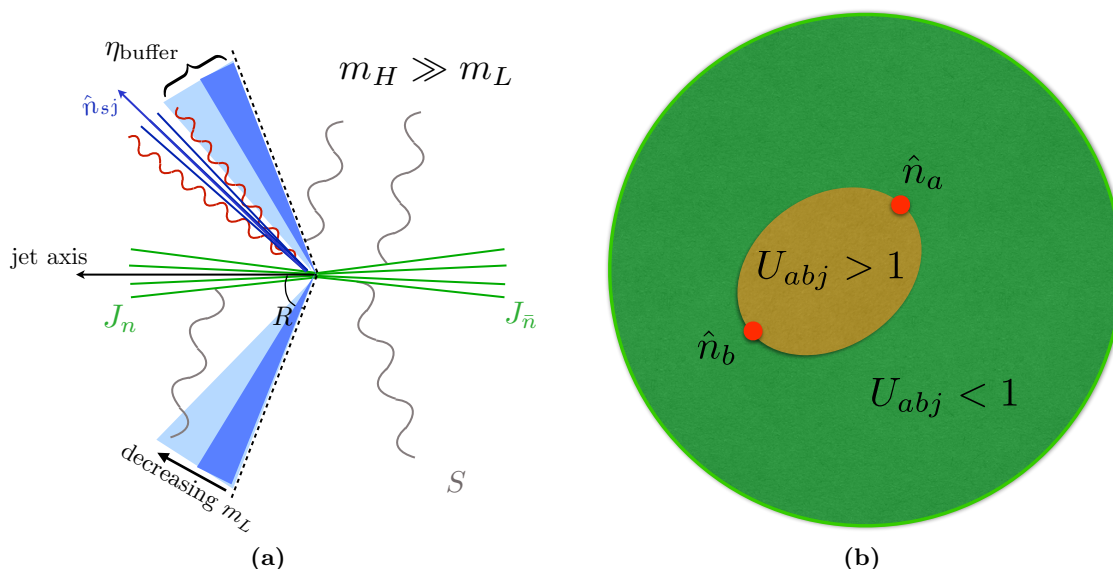 η_buffer
m_H ≫ m_L
n̂_sj
jet axis
R
J_n
J_n̄
decreasing m_L
S
(a)
n̂_a
U_abj > 1
n̂_b
U_abj < 1
(b)